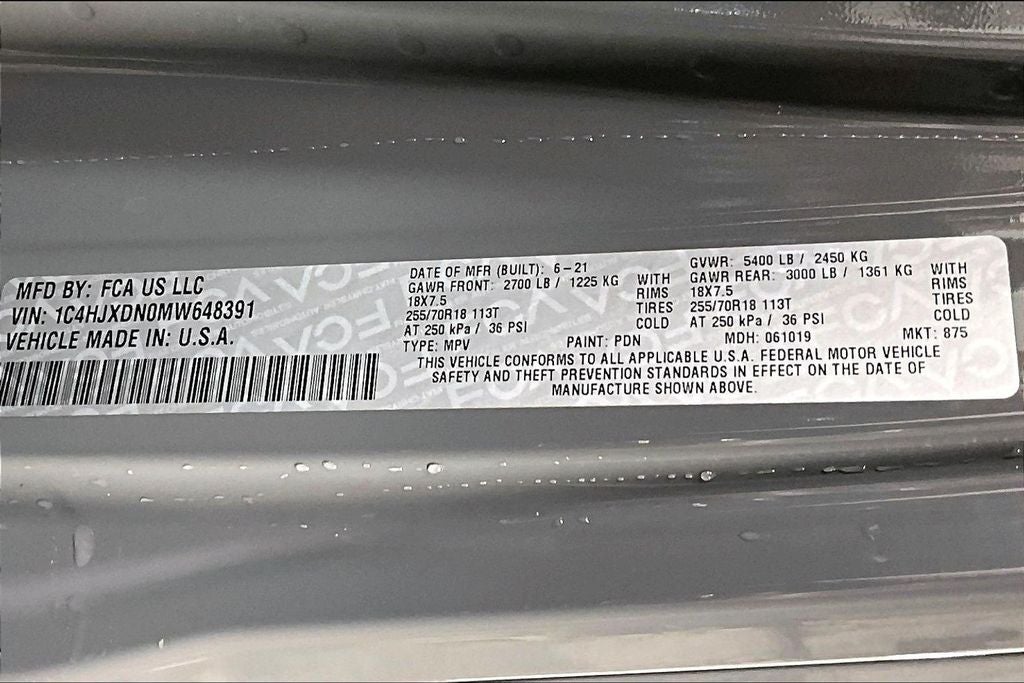 MFD BY: FCA US LLC
VIN: 1C4HJXDN0MW648391
VEHICLE MADE IN: U.S.A.
DATE OF MFR (BUILT): 6-21
GAWR FRONT: 2700 LB / 1225 KG WITH
18X7.5 RIMS
255/70R18 113T TIRES
AT 250 kPa / 36 PSI COLD
GVWR: 5400 LB / 2450 KG
GAWR REAR: 3000 LB / 1361 KG WITH
18X7.5 RIMS
255/70R18 113T TIRES
AT 250 kPa / 36 PSI COLD
TYPE: MPV PAINT: PDN MDH: 061019 MKT: 875
THIS VEHICLE CONFORMS TO ALL APPLICABLE U.S.A. FEDERAL MOTOR VEHICLE
SAFETY AND THEFT PREVENTION STANDARDS IN EFFECT ON THE DATE OF
MANUFACTURE SHOWN ABOVE.